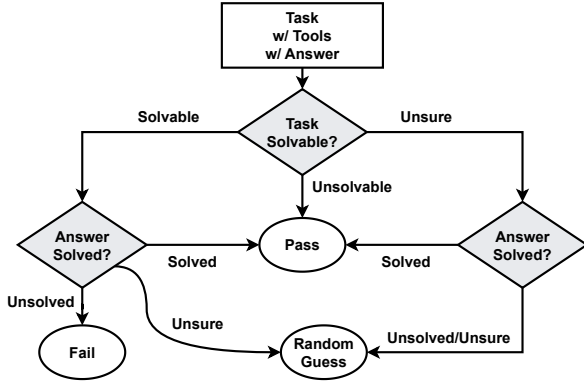 Task
w/ Tools
w/ Answer
Solvable
Task
Solvable?
Unsure
Unsolvable
Answer
Solved?
Solved
Pass
Solved
Answer
Solved?
Unsolved
Unsure
Fail
Random
Guess
Unsolved/Unsure